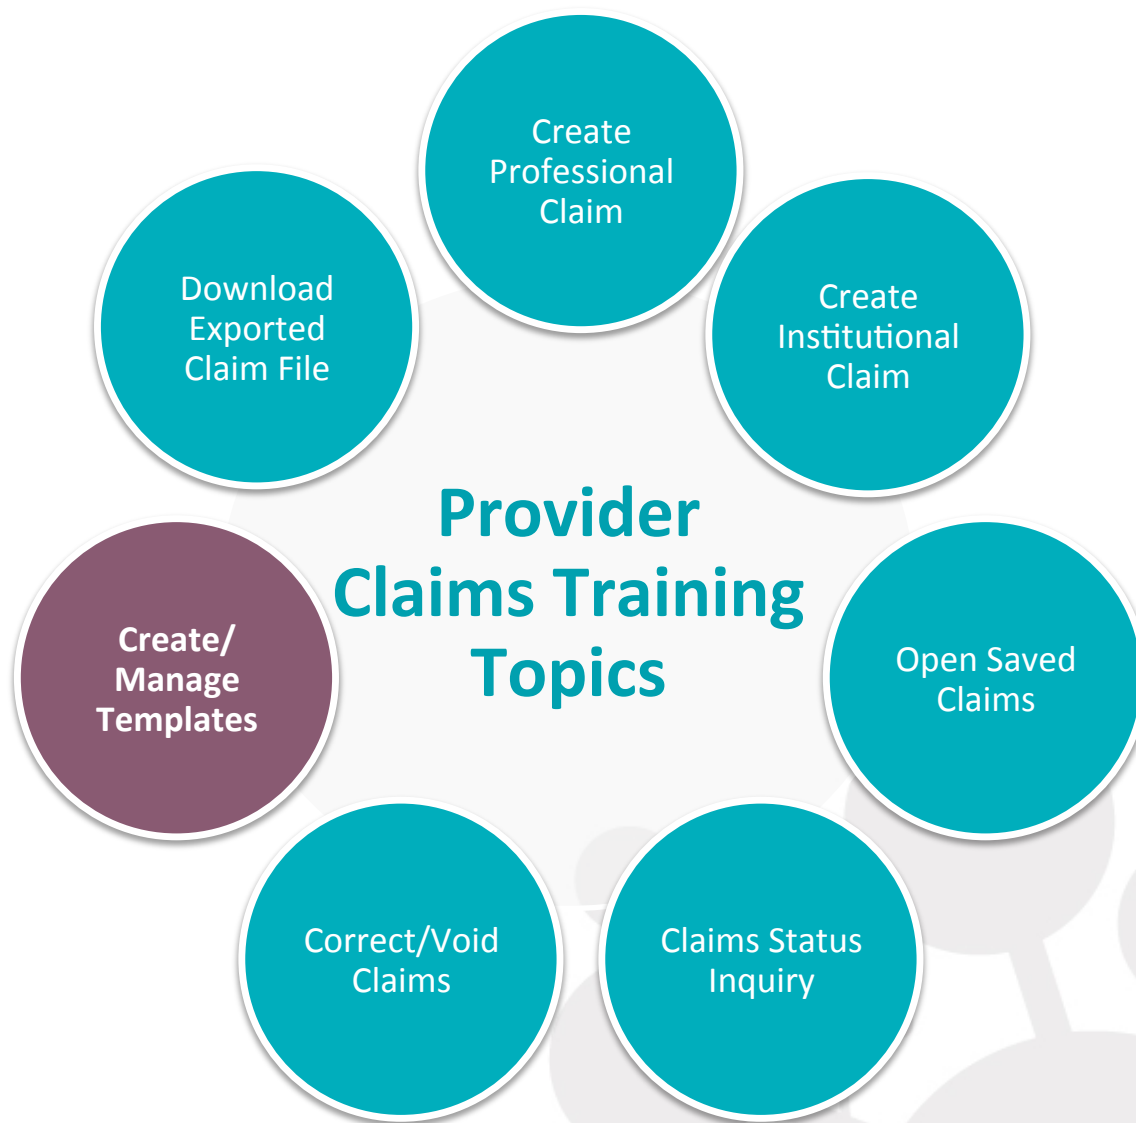 Create
Professional
Claim
Download
Exported
Claim File
Create
Institutional
Claim
Provider
Claims Training
Topics
Create/
Manage
Templates
Open Saved
Claims
Correct/Void
Claims
Claims Status
Inquiry